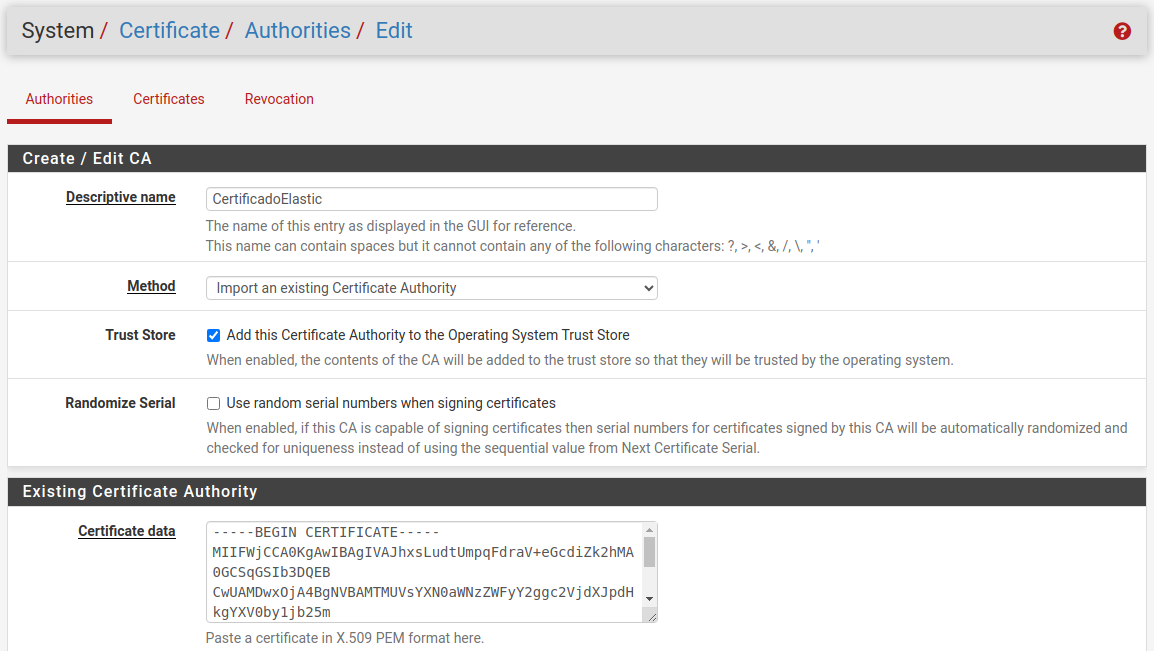 System / Certificate / Authorities / Edit
Authorities Certificates Revocation
Create / Edit CA
Descriptive name CertificadoElastic
The name of this entry as displayed in the GUI for reference.
This name can contain spaces but it cannot contain any of the following characters: ?, >, <, &, /, \, ", '
Method Import an existing Certificate Authority
Trust Store Add this Certificate Authority to the Operating System Trust Store
When enabled, the contents of the CA will be added to the trust store so that they will be trusted by the operating system.
Randomize Serial Use random serial numbers when signing certificates
When enabled, if this CA is capable of signing certificates then serial numbers for certificates signed by this CA will be automatically randomized and
checked for uniqueness instead of using the sequential value from Next Certificate Serial.
Existing Certificate Authority
Certificate data -----BEGIN CERTIFICATE-----
MIIFWjCCA0KgAwIBAgIVAJhxsLudtUmpqFdraV+eGcdiZk2hMA
0GCSqGSIb3DQEB
CwUAMDwxOjA4BgNVBAMTMUVsYXN0aWNzZWFyY2ggc2VjdXJpdH
kgYXV0by1jb25m
Paste a certificate in X.509 PEM format here.